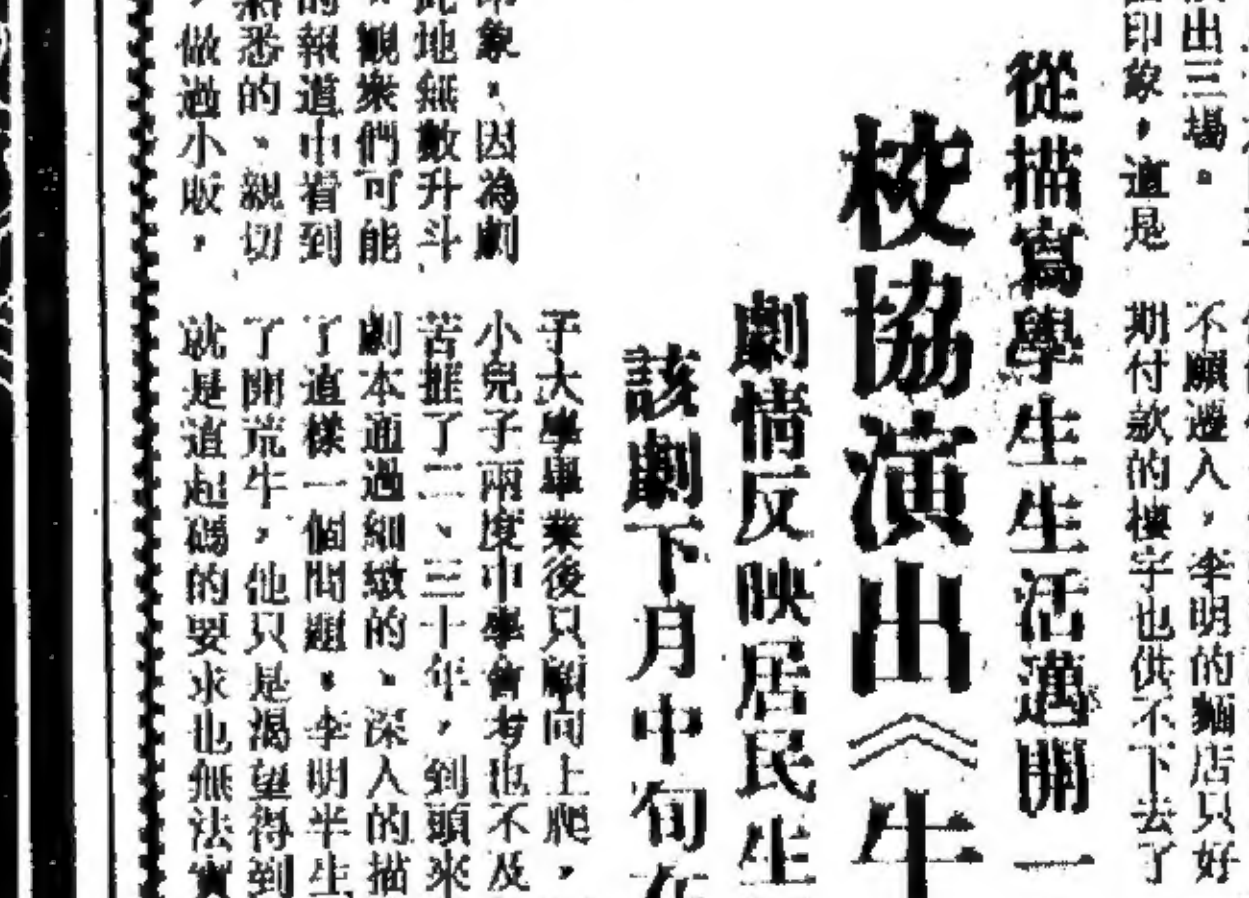 出三場。
印象，這是
不願遷入，李明的麵店只好
期付款的樓宇也供不下去了
從描寫學生生活邁開一
校協演出《牛
劇情反映居民生
該劇下月中旬在
印象，因為劇
此地無數升斗
，觀衆們可能
的報道中看到
熟悉的、親切
，做過小販，
于大學畢業後只顧向上爬，
小兒子兩度中學會考也不及
苦捱了二、三十年，到頭來
劇本通過細緻的、深入的描
了這樣一個問題，李明半生
了開荒牛，他只是渴望得到
就是這起碼的要求也無法實